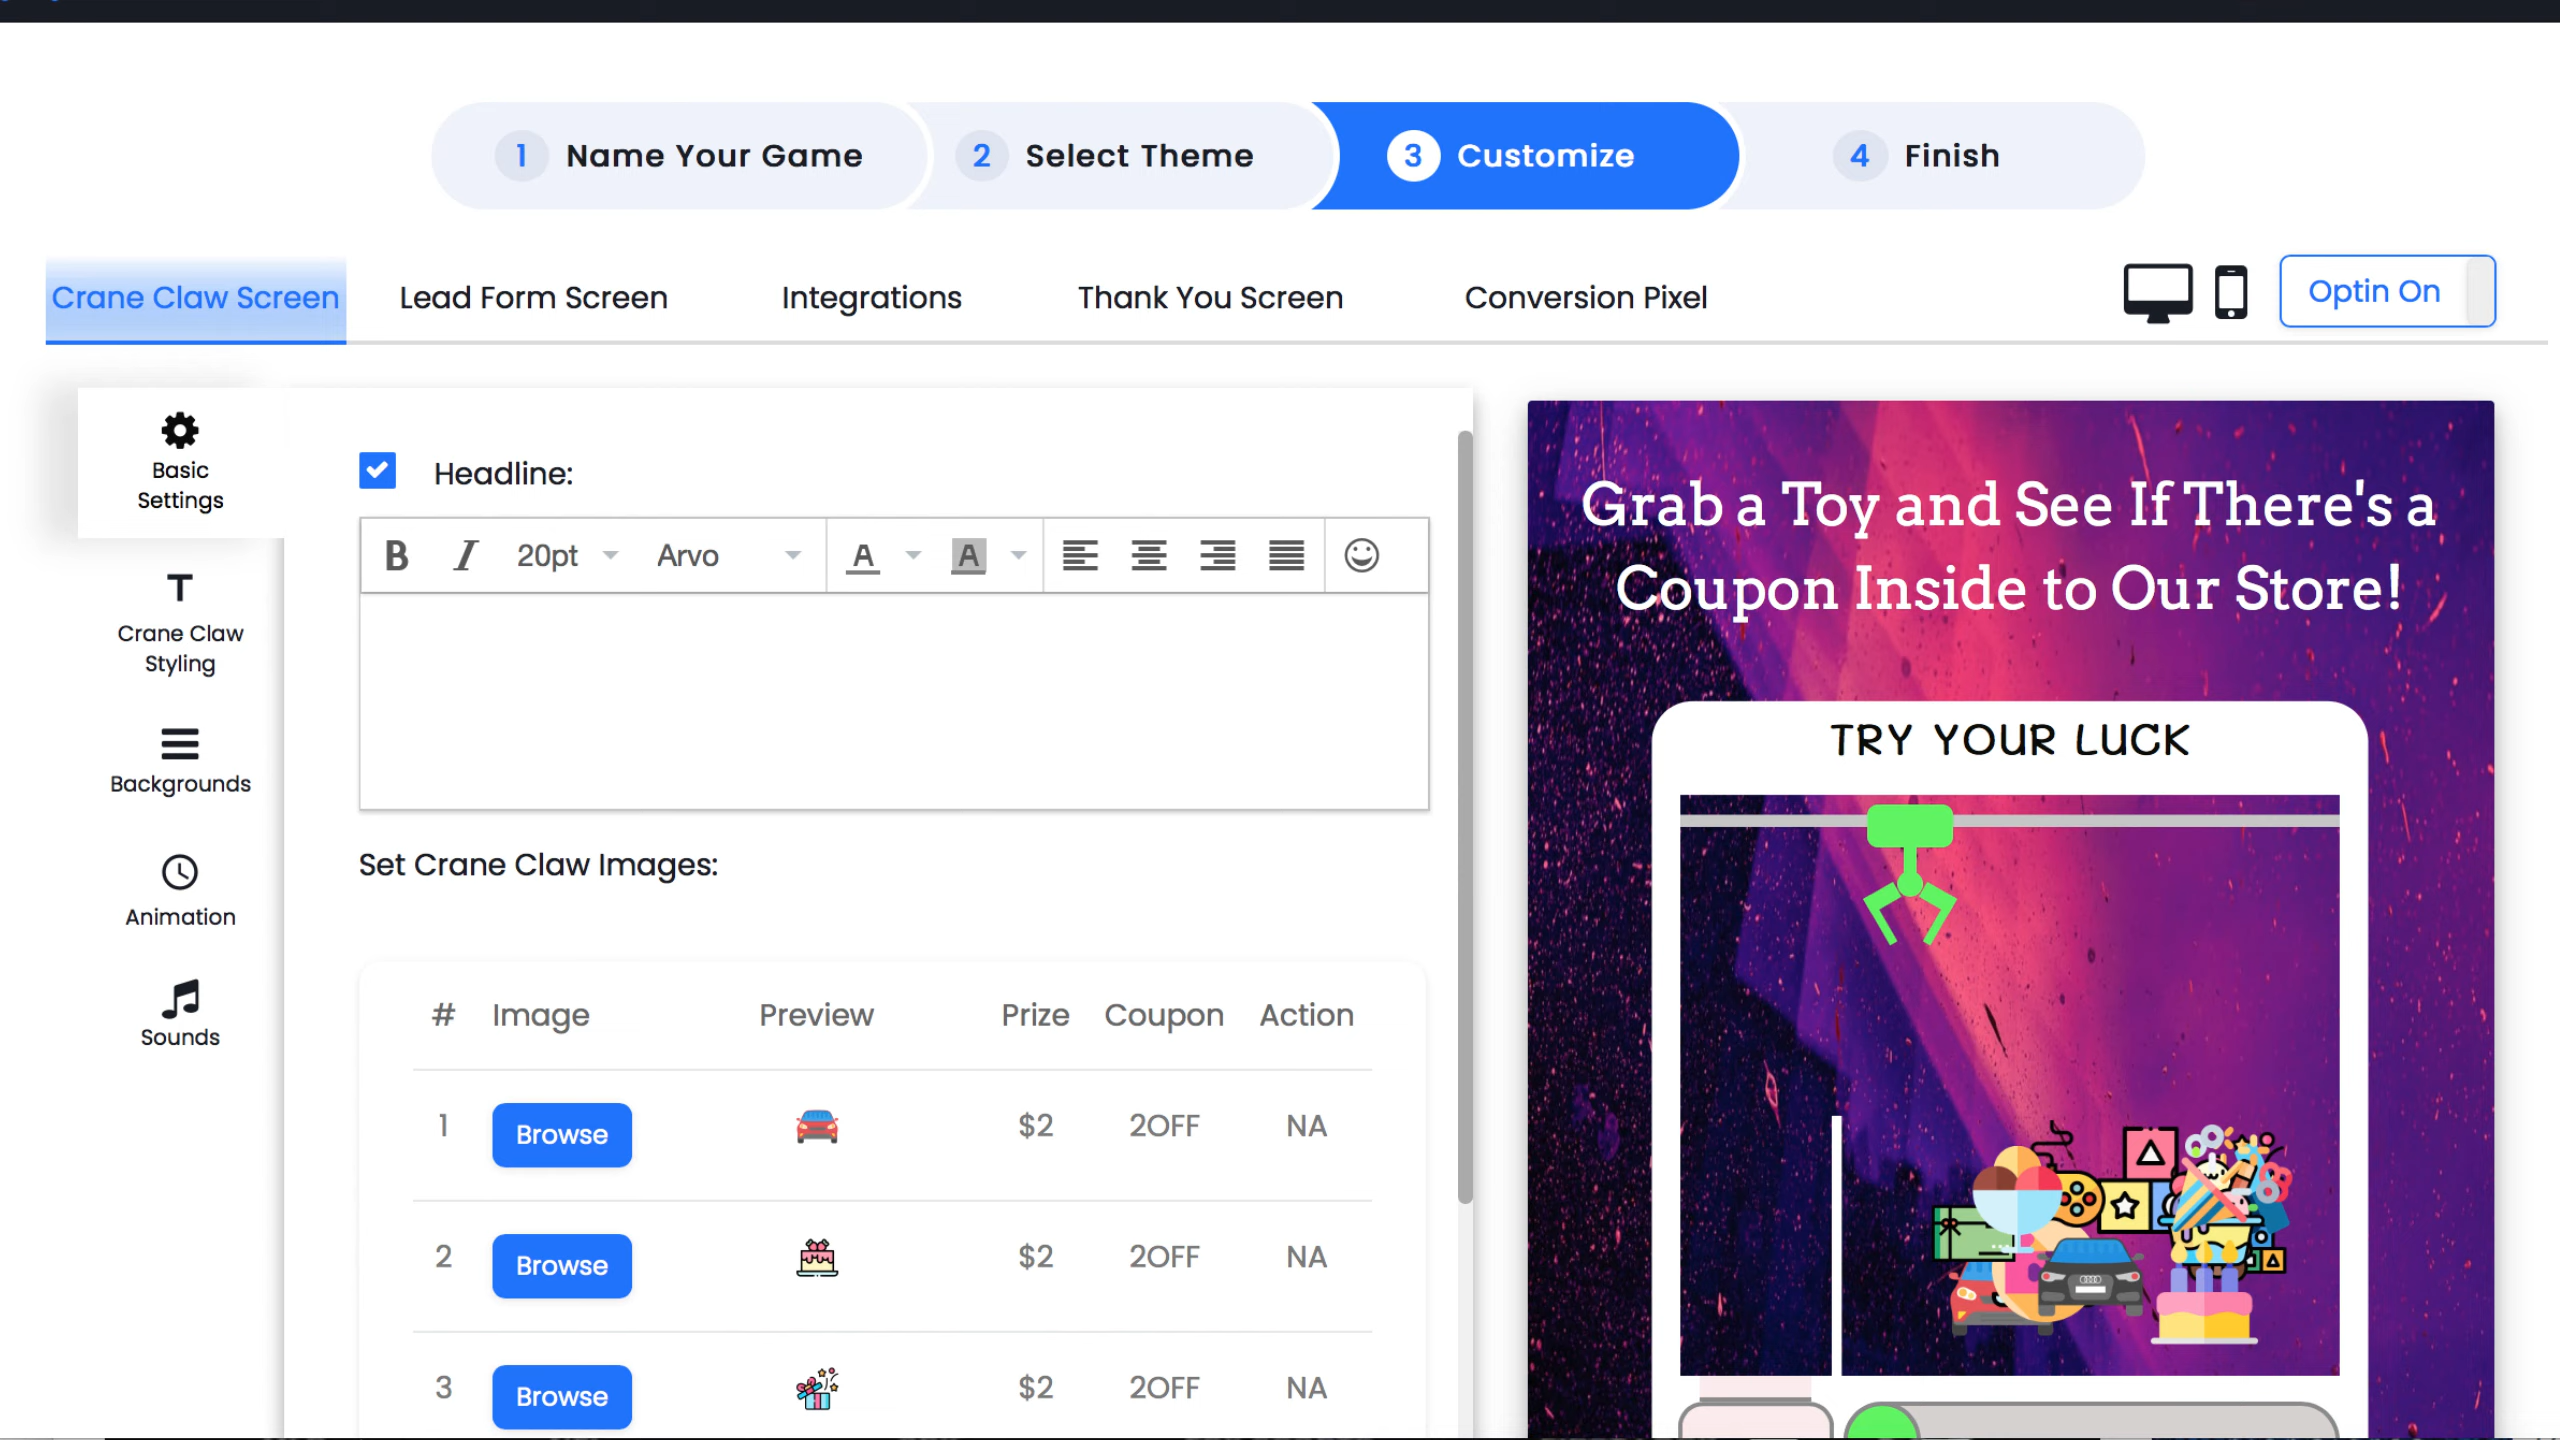 1 Name Your Game 2 Select Theme 3 Customize 4 Finish
Crane Claw Screen Lead Form Screen Integrations Thank You Screen Conversion Pixel Optin On
Basic
Settings
Crane Claw
Styling
Backgrounds
Animation
Sounds
Headline:
B I 20pt Arvo A A
Set Crane Claw Images:
# Image Preview Prize Coupon Action
1 Browse $2 2OFF NA
2 Browse $2 2OFF NA
3 Browse $2 2OFF NA
Grab a Toy and See If There's a
Coupon Inside to Our Store!
TRY YOUR LUCK